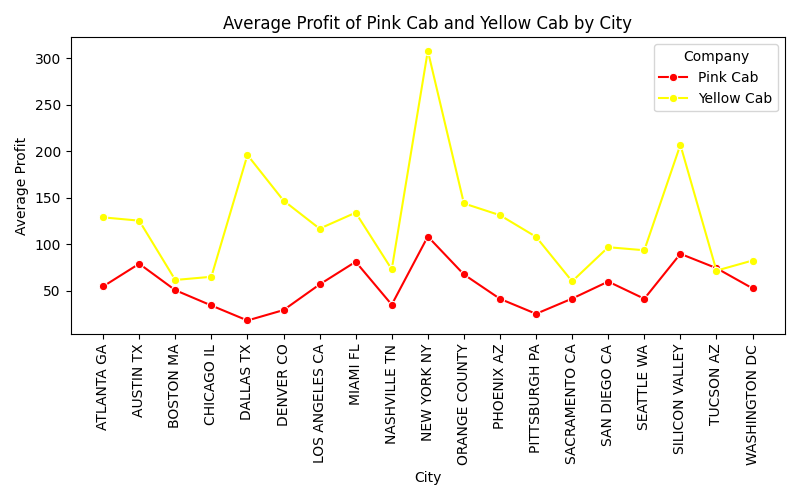 Average Profit of Pink Cab and Yellow Cab by City
Company
Pink Cab
Yellow Cab
Average Profit
300
250
200
150
100
50
ATLANTA GA
AUSTIN TX
BOSTON MA
CHICAGO IL
DALLAS TX
DENVER CO
LOS ANGELES CA
MIAMI FL
NASHVILLE TN
NEW YORK NY
ORANGE COUNTY
PHOENIX AZ
PITTSBURGH PA
SACRAMENTO CA
SAN DIEGO CA
SEATTLE WA
SILICON VALLEY
TUCSON AZ
WASHINGTON DC
City